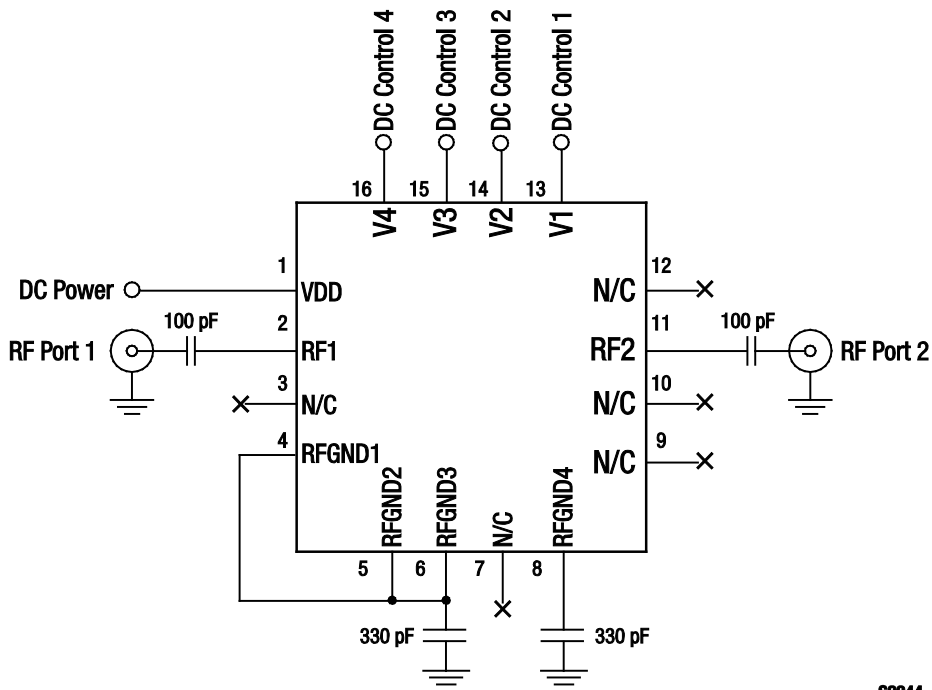 DC Control 4
DC Control 3
DC Control 2
DC Control 1
16
15
14
13
V4
V3
V2
V1
1
12
DC Power
VDD
N/C
100 pF
2
11
100 pF
RF Port 1
RF1
RF2
RF Port 2
3
10
N/C
N/C
4
9
RFGND1
N/C
RFGND2
RFGND3
N/C
RFGND4
5
6
7
8
330 pF
330 pF